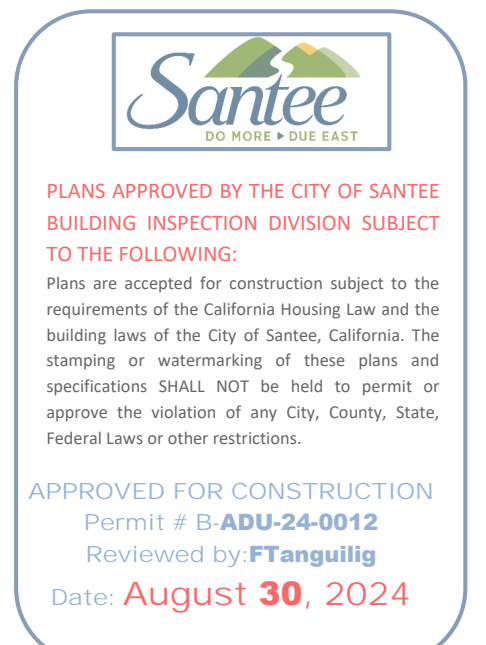 Santee
DO MORE ▶ DUE EAST
PLANS APPROVED BY THE CITY OF SANTEE
BUILDING INSPECTION DIVISION SUBJECT
TO THE FOLLOWING:
Plans are accepted for construction subject to the
requirements of the California Housing Law and the
building laws of the City of Santee, California. The
stamping or watermarking of these plans and
specifications SHALL NOT be held to permit or
approve the violation of any City, County, State,
Federal Laws or other restrictions.
APPROVED FOR CONSTRUCTION
Permit # B-ADU-24-0012
Reviewed by:FTanguilig
Date: August 30, 2024